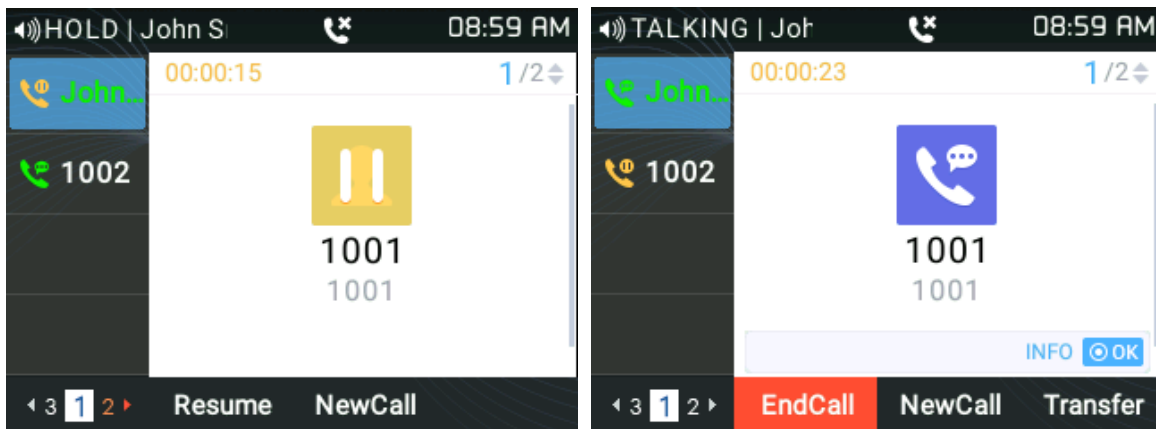 HOLD | John S
08:59 AM
John...
00:00:15
1/2
1002
1001
1001
3 1 2
Resume
NewCall
TALKING | Joh
08:59 AM
John...
00:00:23
1/2
1002
1001
1001
INFO OK
3 1 2
EndCall
NewCall
Transfer